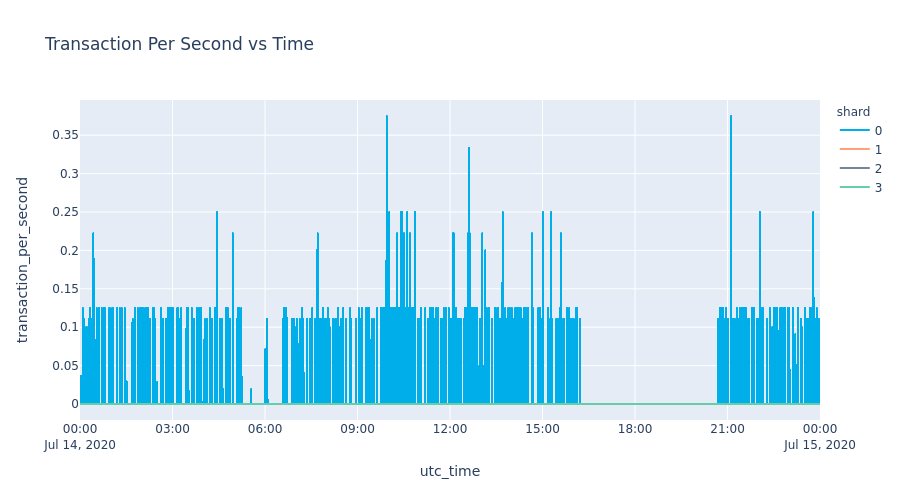 Transaction Per Second vs Time
shard
0
1
2
3
transaction_per_second
0.35
0.3
0.25
0.2
0.15
0.1
0.05
0
00:00 03:00 06:00 09:00 12:00 15:00 18:00 21:00 00:00
Jul 14, 2020 Jul 15, 2020
utc_time